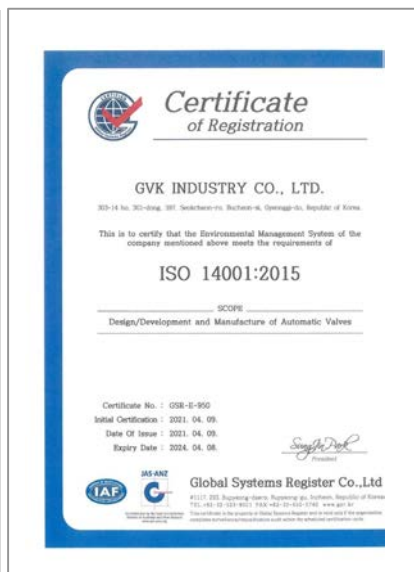 Certificate
of Registration
GVK INDUSTRY CO., LTD.
This is to certify that the Environmental Management System of the
company mentioned above meets the requirements of
ISO 14001:2015
SCOPE
Design/Development and Manufacture of Automatic Valves
Certificate No. : GSR-E-950
Initial Certification : 2021. 04. 09.
Date Of Issue : 2021. 04. 09.
Expiry Date : 2024. 04. 08.
SungJin Park
President
JAS-ANZ
IAF
Global Systems Register Co.,Ltd